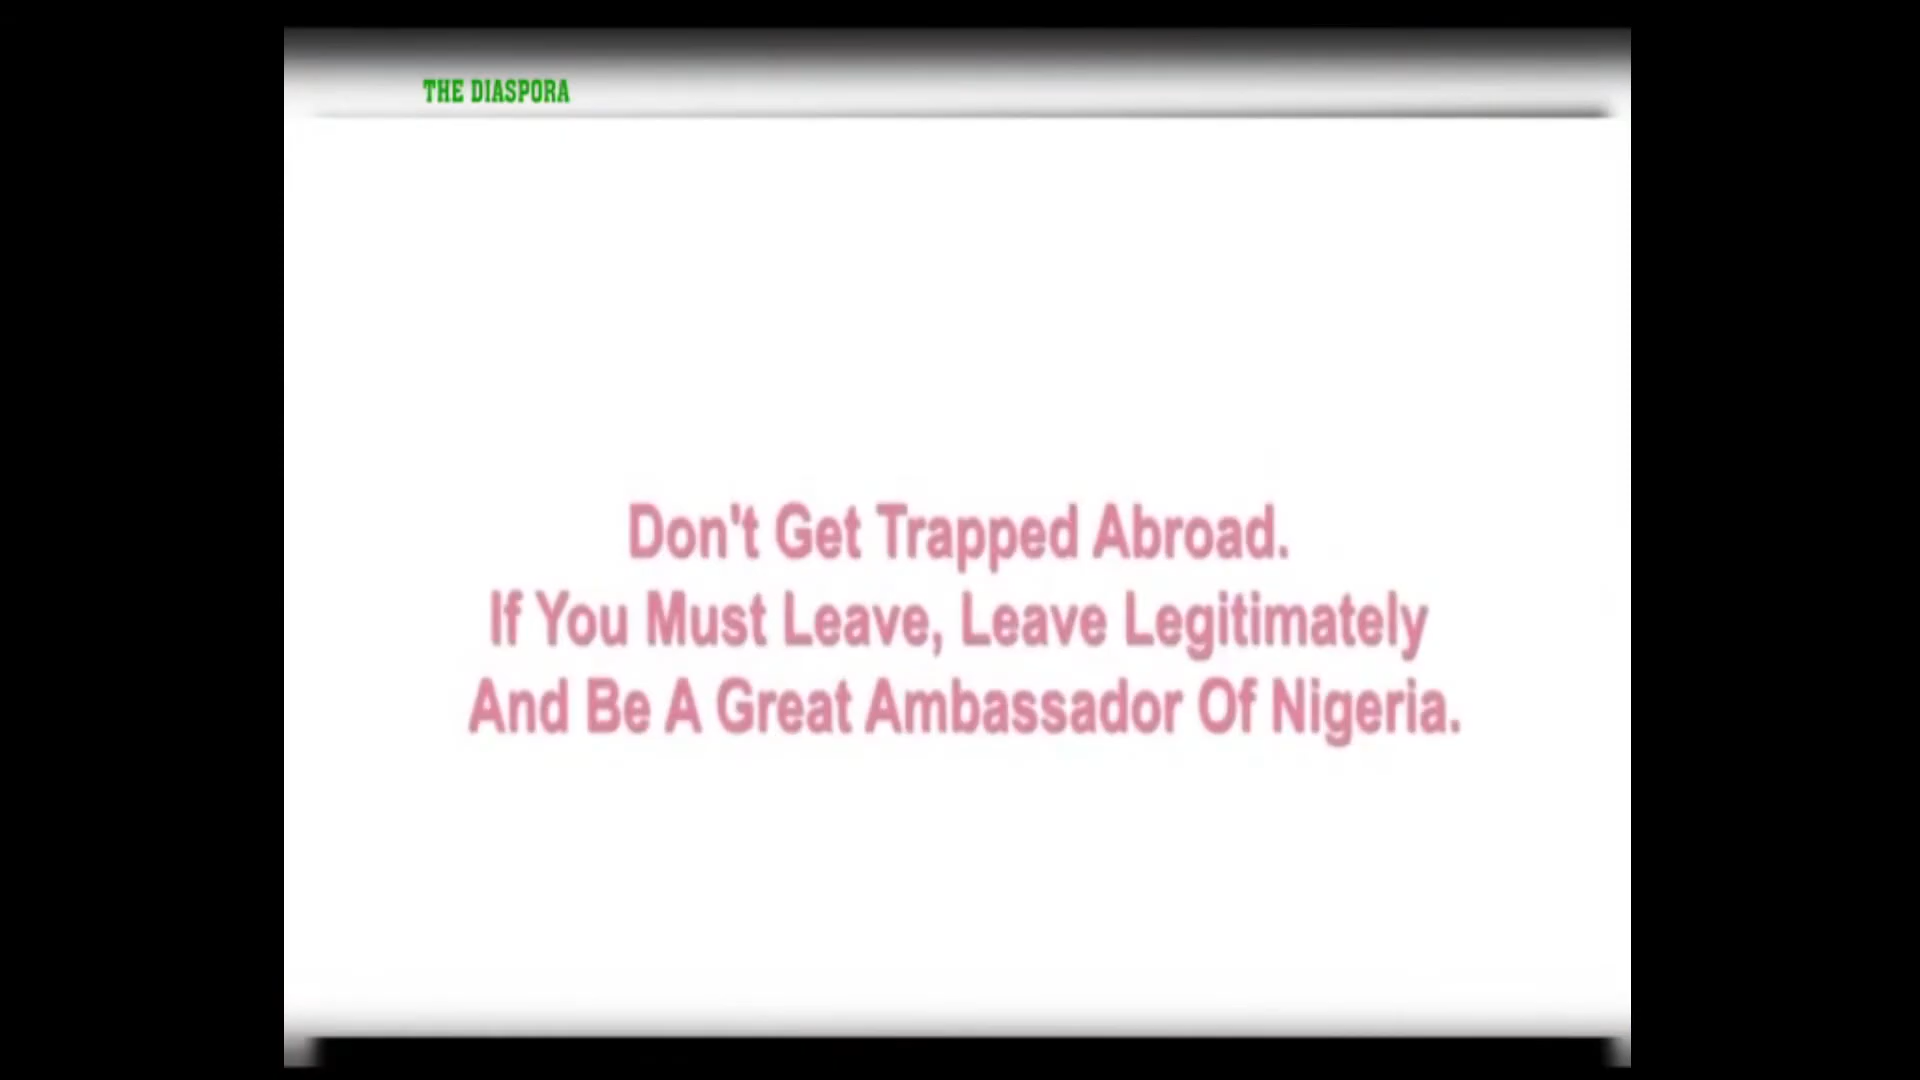 THE DIASPORA
Don't Get Trapped Abroad.
If You Must Leave, Leave Legitimately
And Be A Great Ambassador Of Nigeria.